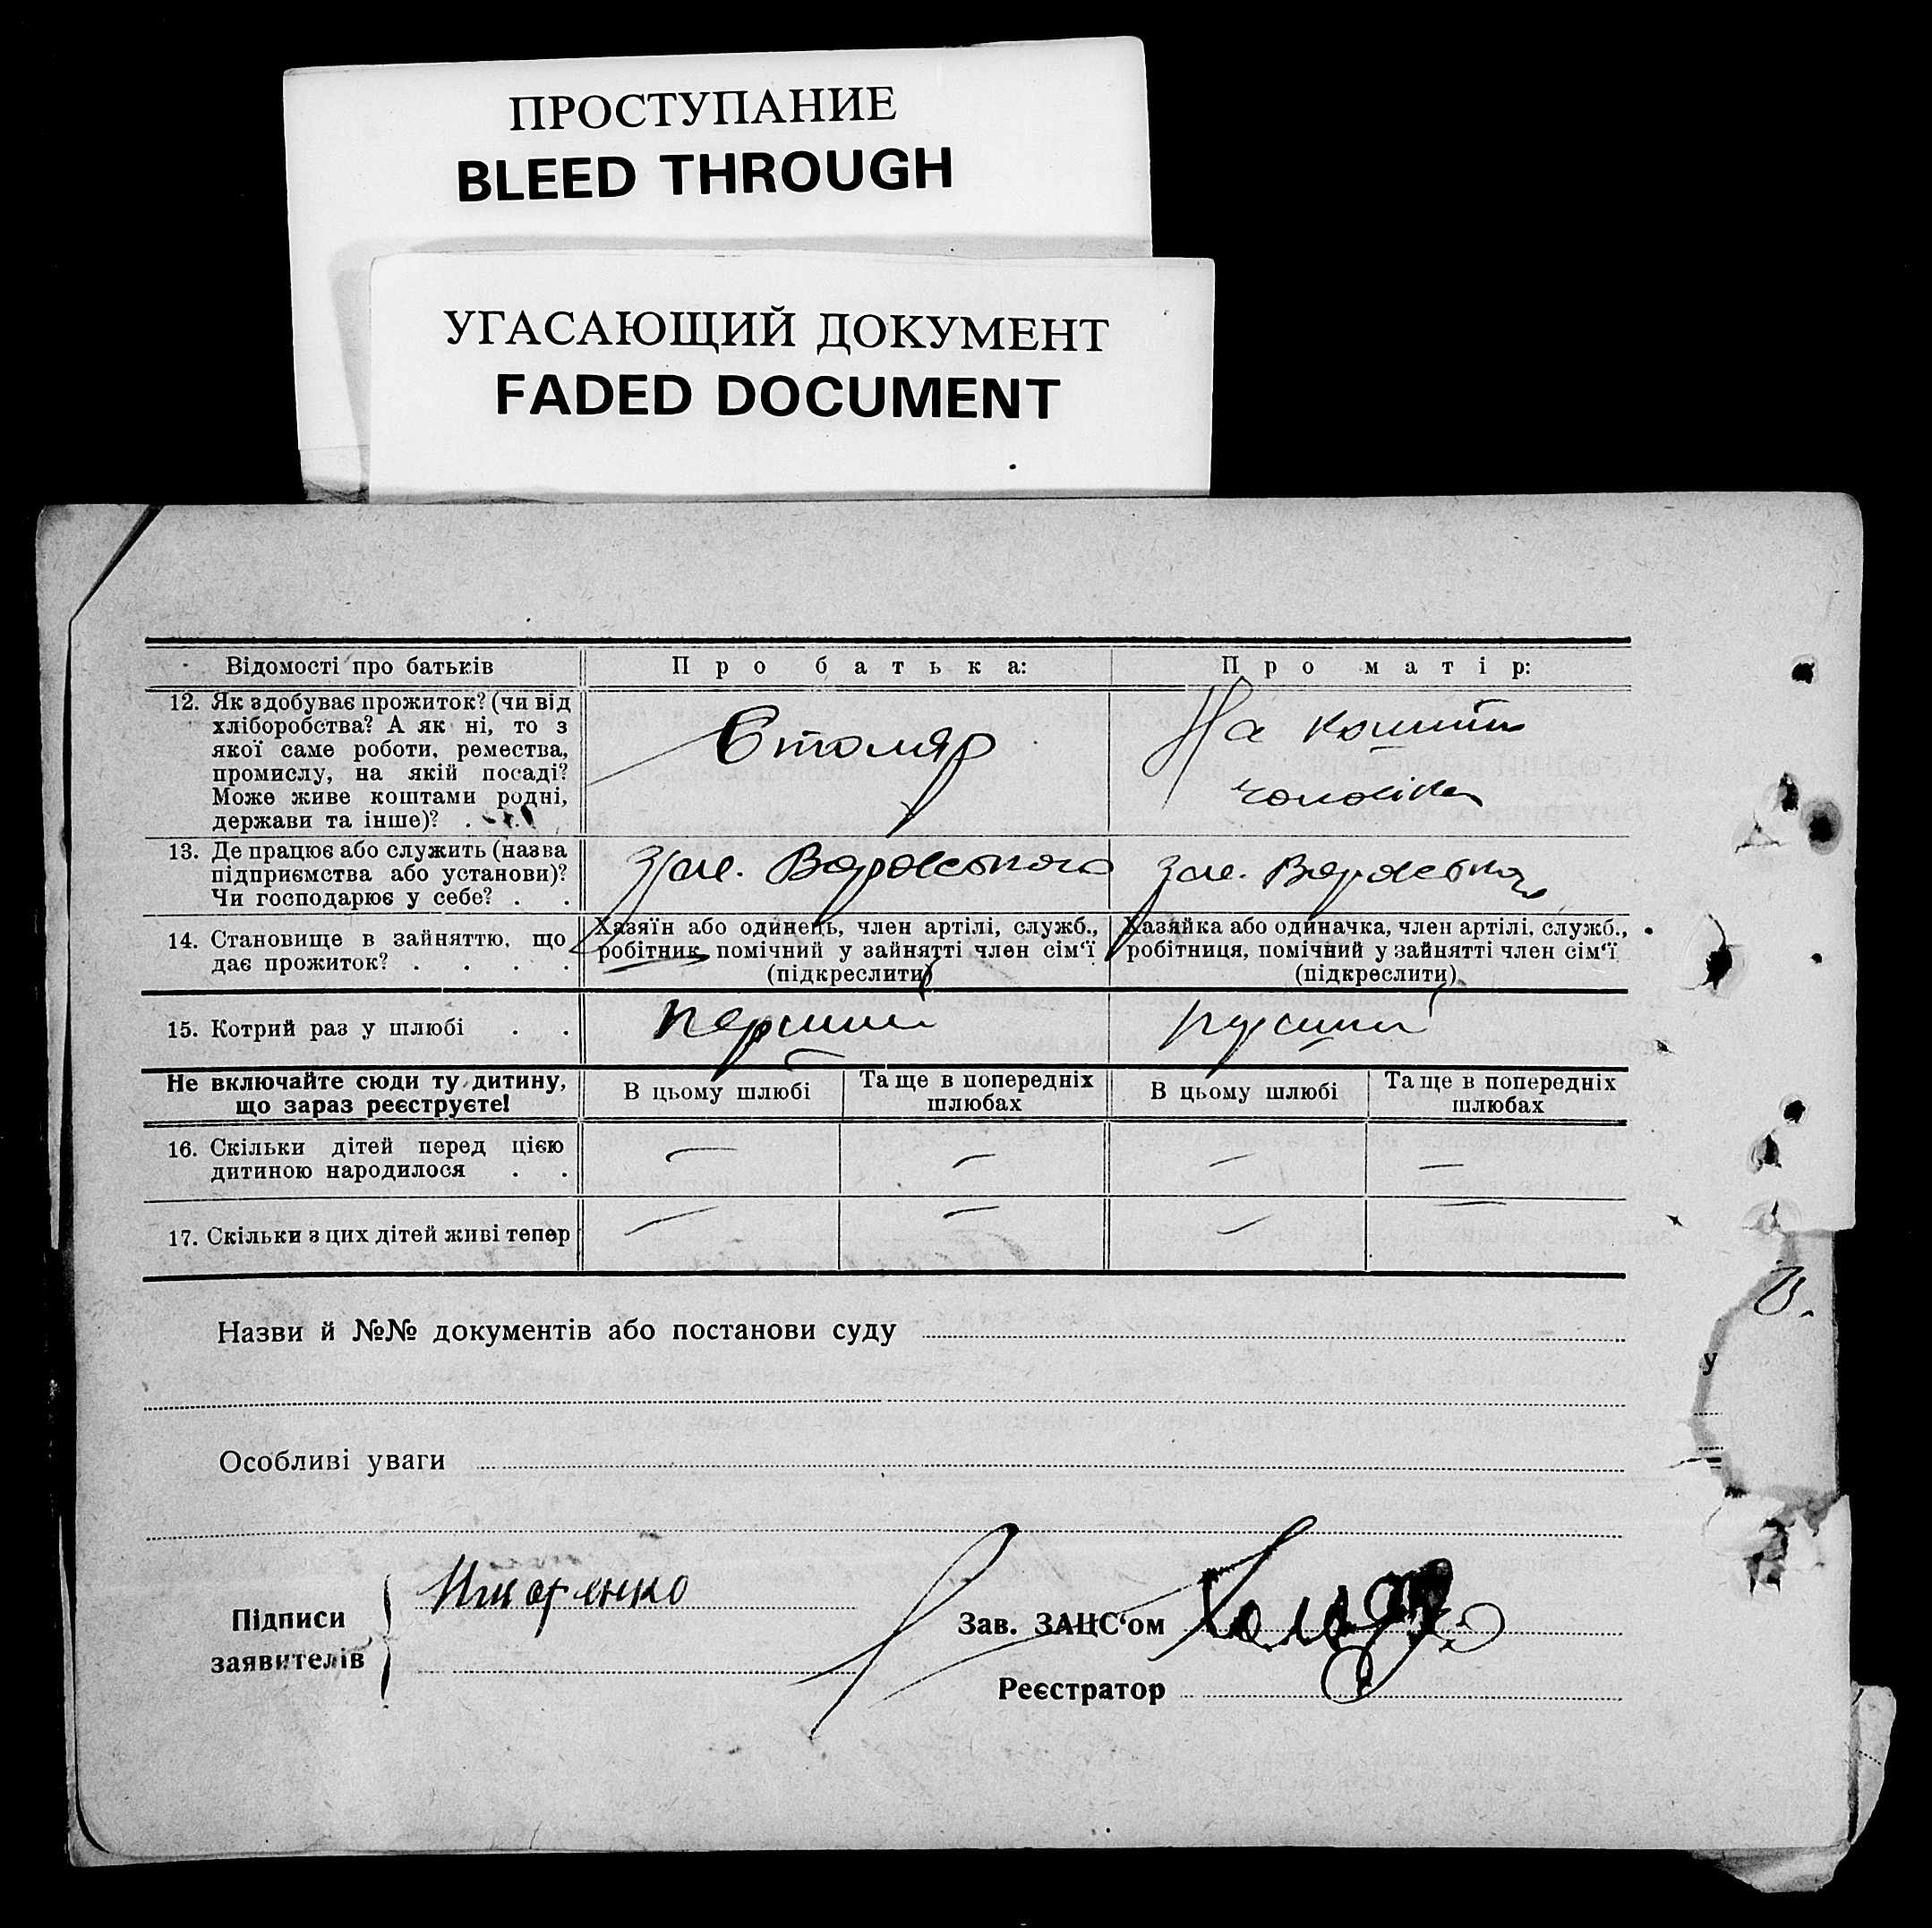 ПРОСТУПАНИЕ
BLEED THROUGH
УГАСАЮЩИЙ ДОКУМЕНТ
FADED DOCUMENT
Відомості про батьків
Про батька:
Про матір:
12. Як здобуває прожиток? (чи від
хліборобства? А як ні, то з
якої саме роботи, ремества,
промислу, на якій посаді?
Може живе коштами родні,
держави та інше)? .
Столяр
На кошти
чоловіка
13. Де працює або служить (назва
підприємства або установи)?
Чи господарює у себе? . .
14. Становище в зайняттю, що
дає прожиток? . . . .
Хазяїн або одинець, член артілі, служб.,
робітник, помічний у зайнятті член сім‘ї
(підкреслити)
Хазяйка або одиначка, член артілі, служб.,
робітниця, помічний у зайнятті член сім‘ї
(підкреслити)
15. Котрий раз у шлюбі . .
перший
перший
Не включайте сюди ту дитину,
що зараз реєструєте!
В цьому шлюбі
Та ще в попередніх
шлюбах
В цьому шлюбі
Та ще в попередніх
шлюбах
16. Скільки дітей перед цією
дитиною народилося . .
— — — —
17. Скільки з цих дітей живі тепер
— — — —
Назви й №№ документів або постанови суду
у
Особливі уваги
Підписи
заявителів
Зав. ЗАЦС‘ом
Реєстратор